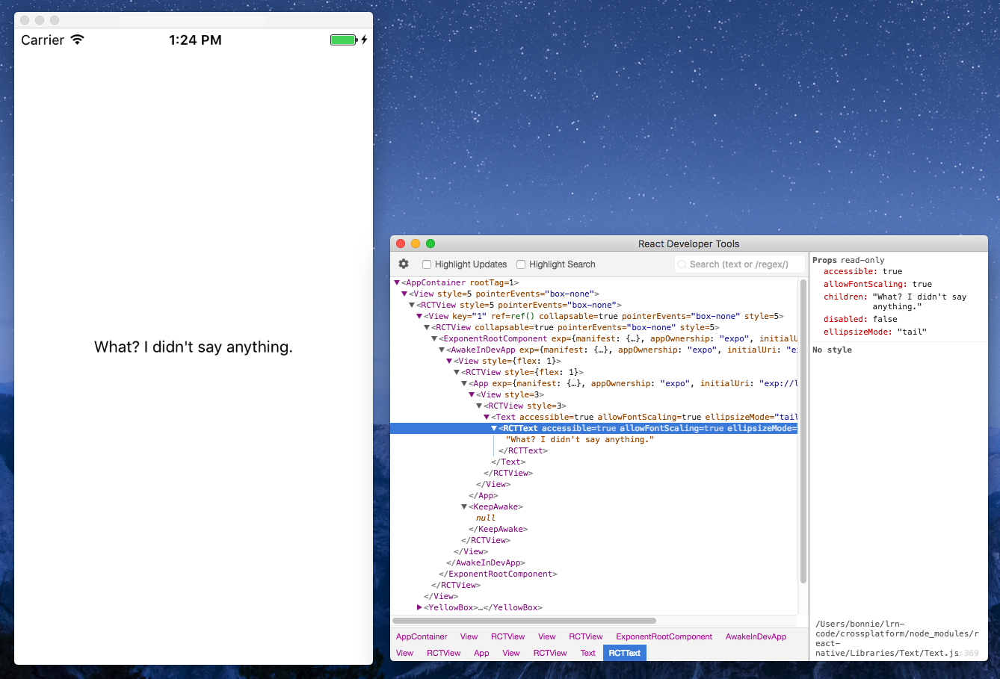 Carrier
1:24 PM
What? I didn't say anything.
React Developer Tools
Highlight Updates
Highlight Search
Search (text or /regex/)
<AppContainer rootTag=1>
<View style=5 pointerEvents="box-none">
<RCTView style=5 pointerEvents="box-none">
<View key="1" ref=ref() collapsable=true pointerEvents="box-none" style=5>
<RCTView collapsable=true pointerEvents="box-none" style=5>
<ExponentRootComponent exp={manifest: {…}, appOwnership: "expo", initialU
<AwakeInDevApp exp={manifest: {…}, appOwnership: "expo", initialUri: "e
<View style={flex: 1}>
<RCTView style={flex: 1}>
<App exp={manifest: {…}, appOwnership: "expo", initialUri: "exp://l
<View style=3>
<RCTView style=3>
<Text accessible=true allowFontScaling=true ellipsizeMode="tail
<RCTText accessible=true allowFontScaling=true ellipsizeMode=
"What? I didn't say anything."
</RCTText>
</Text>
</RCTView>
</View>
</App>
<KeepAwake>
null
</KeepAwake>
</RCTView>
</View>
</AwakeInDevApp>
</ExponentRootComponent>
</RCTView>
</View>
<YellowBox>…</YellowBox>
AppContainer View RCTView View RCTView ExponentRootComponent AwakeInDevApp
View RCTView App View RCTView Text RCTText
Props read-only
accessible: true
allowFontScaling: true
children: "What? I didn't say
anything."
disabled: false
ellipsizeMode: "tail"
No style
/Users/bonnie/lrn-
code/crossplatform/node_modules/r
eact-
native/Libraries/Text/Text.js:369